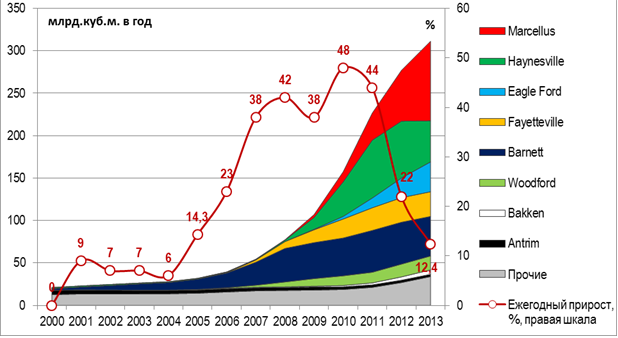 млрд.куб.м. в год
%
350
300
250
200
150
100
50
0
60
50
40
30
20
10
0
0
9
7
7
6
14,3
23
38
42
38
48
44
22
12,4
2000 2001 2002 2003 2004 2005 2006 2007 2008 2009 2010 2011 2012 2013
Marcellus
Haynesville
Eagle Ford
Fayetteville
Barnett
Woodford
Bakken
Antrim
Прочие
Ежегодный прирост,
%, правая шкала